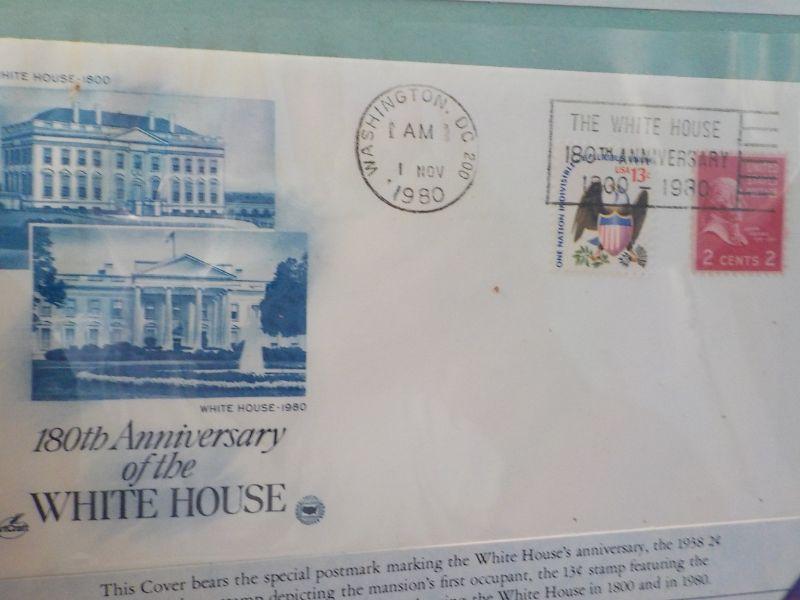 HITE HOUSE-1800
WASHINGTON, DC 200
AM
1 NOV
1980
THE WHITE HOUSE
180TH ANNIVERSARY
1800 - 1980
ONE NATION INDIVISIBLE
USA 13c
2 CENTS 2
WHITE HOUSE-1980
180th Anniversary
of the
WHITE HOUSE
This Cover bears the special postmark marking the White House's anniversary, the 1938 2¢
depicting the mansion's first occupant, the 13¢ stamp featuring the
the White House in 1800 and in 1980.